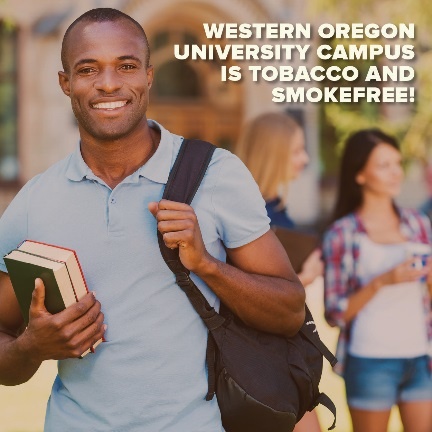 WESTERN OREGON
UNIVERSITY CAMPUS
IS TOBACCO AND
SMOKEFREE!